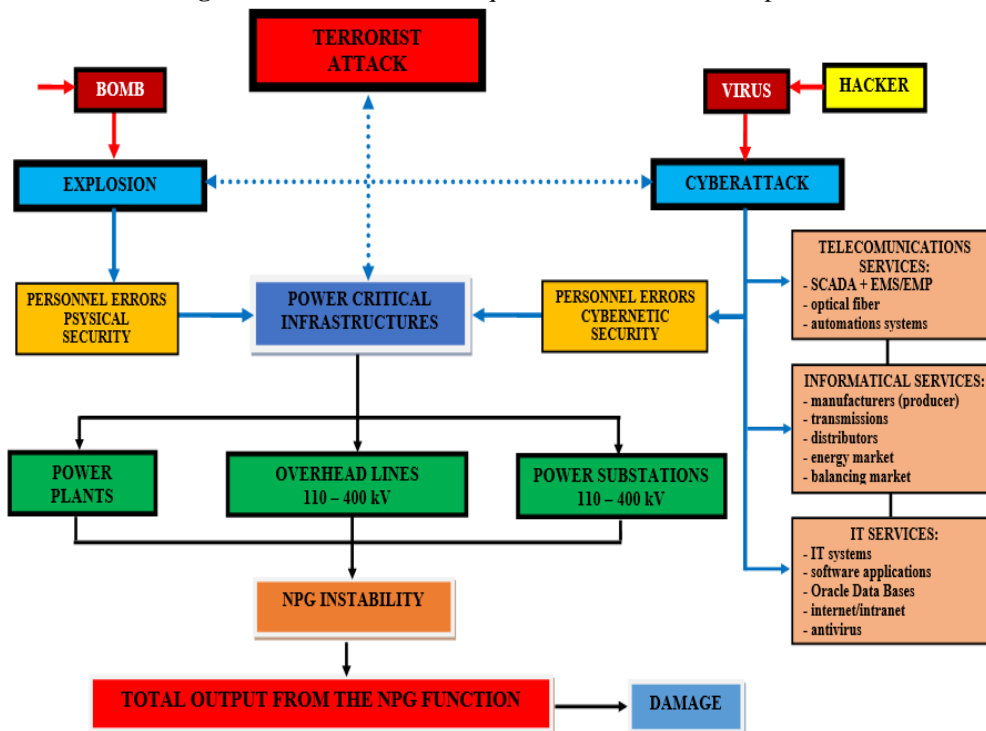 TERRORIST
ATTACK
BOMB
VIRUS
HACKER
EXPLOSION
CYBERATTACK
TELECOMUNICATIONS
SERVICES:
- SCADA + EMS/EMP
- optical fiber
- automations systems
PERSONNEL ERRORS
PSYSICAL
SECURITY
POWER CRITICAL
INFRASTRUCTURES
PERSONNEL ERRORS
CYBERNETIC
SECURITY
INFORMATICAL SERVICES:
- manufacturers (producer)
- transmissions
- distributors
- energy market
- balancing market
POWER
PLANTS
OVERHEAD LINES
110 – 400 kV
POWER SUBSTATIONS
110 – 400 kV
IT SERVICES:
- IT systems
- software applications
- Oracle Data Bases
- internet/intranet
- antivirus
NPG INSTABILITY
TOTAL OUTPUT FROM THE NPG FUNCTION
DAMAGE